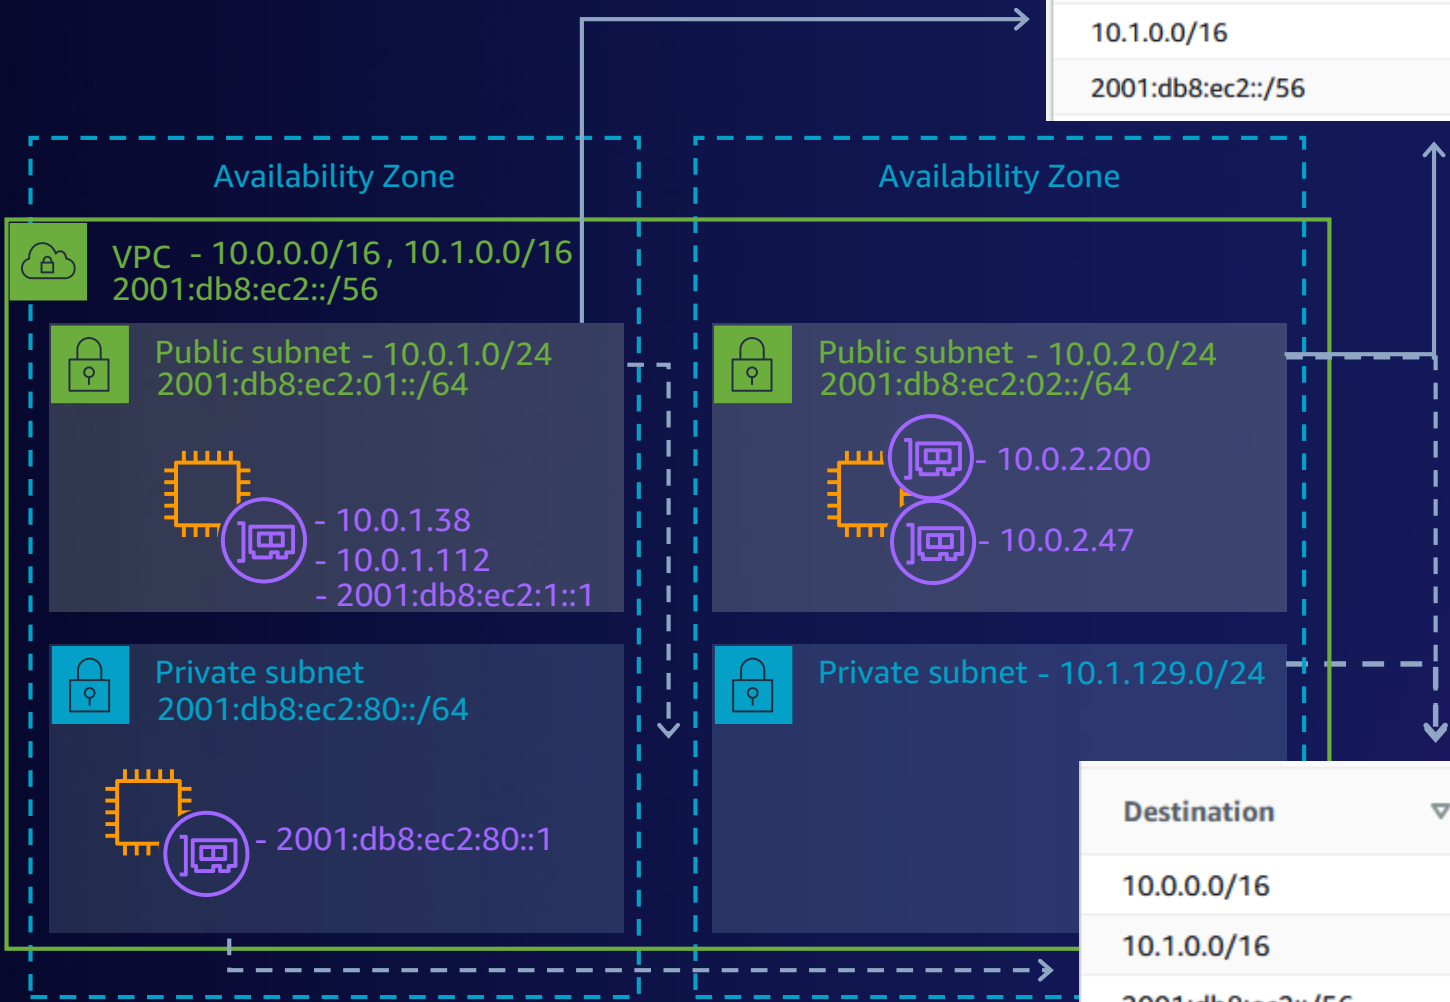 10.1.0.0/16
2001:db8:ec2::/56
Availability Zone
Availability Zone
VPC - 10.0.0.0/16, 10.1.0.0/16
2001:db8:ec2::/56
Public subnet - 10.0.1.0/24
2001:db8:ec2:01::/64
- 10.0.1.38
- 10.0.1.112
- 2001:db8:ec2:1::1
Public subnet - 10.0.2.0/24
2001:db8:ec2:02::/64
- 10.0.2.200
- 10.0.2.47
Private subnet
2001:db8:ec2:80::/64
- 2001:db8:ec2:80::1
Private subnet - 10.1.129.0/24
Destination
10.0.0.0/16
10.1.0.0/16
2001:db8:ec2::/56